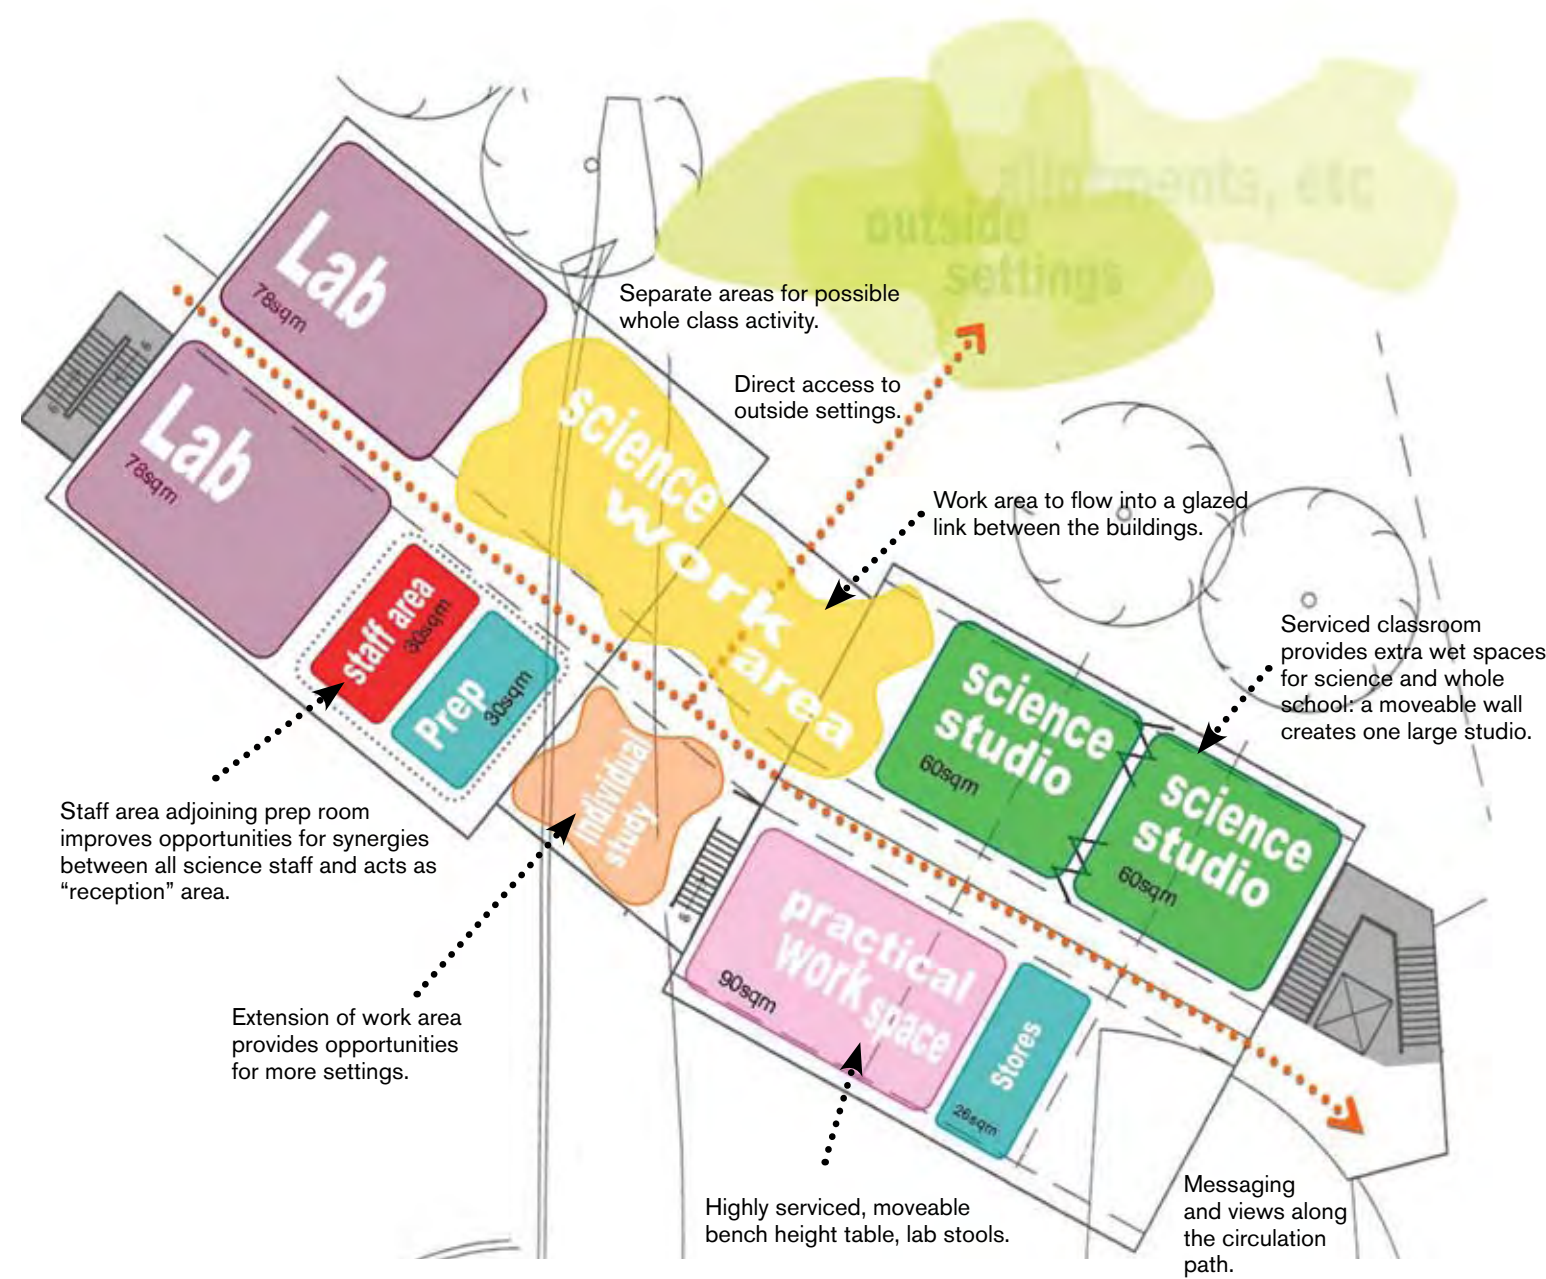 allotments, etc
outside
settings
Lab
78sqm
Separate areas for possible
whole class activity.
Direct access to
outside settings.
Lab
78sqm
science
work
area
Work area to flow into a glazed
link between the buildings.
staff area
30sqm
Prep
30sqm
Serviced classroom
provides extra wet spaces
for science and whole
school: a moveable wall
creates one large studio.
science
studio
60sqm
science
studio
60sqm
individual
study
Staff area adjoining prep room
improves opportunities for synergies
between all science staff and acts as
“reception” area.
practical
work space
90sqm
Stores
26sqm
Extension of work area
provides opportunities
for more settings.
Highly serviced, moveable
bench height table, lab stools.
Messaging
and views along
the circulation
path.